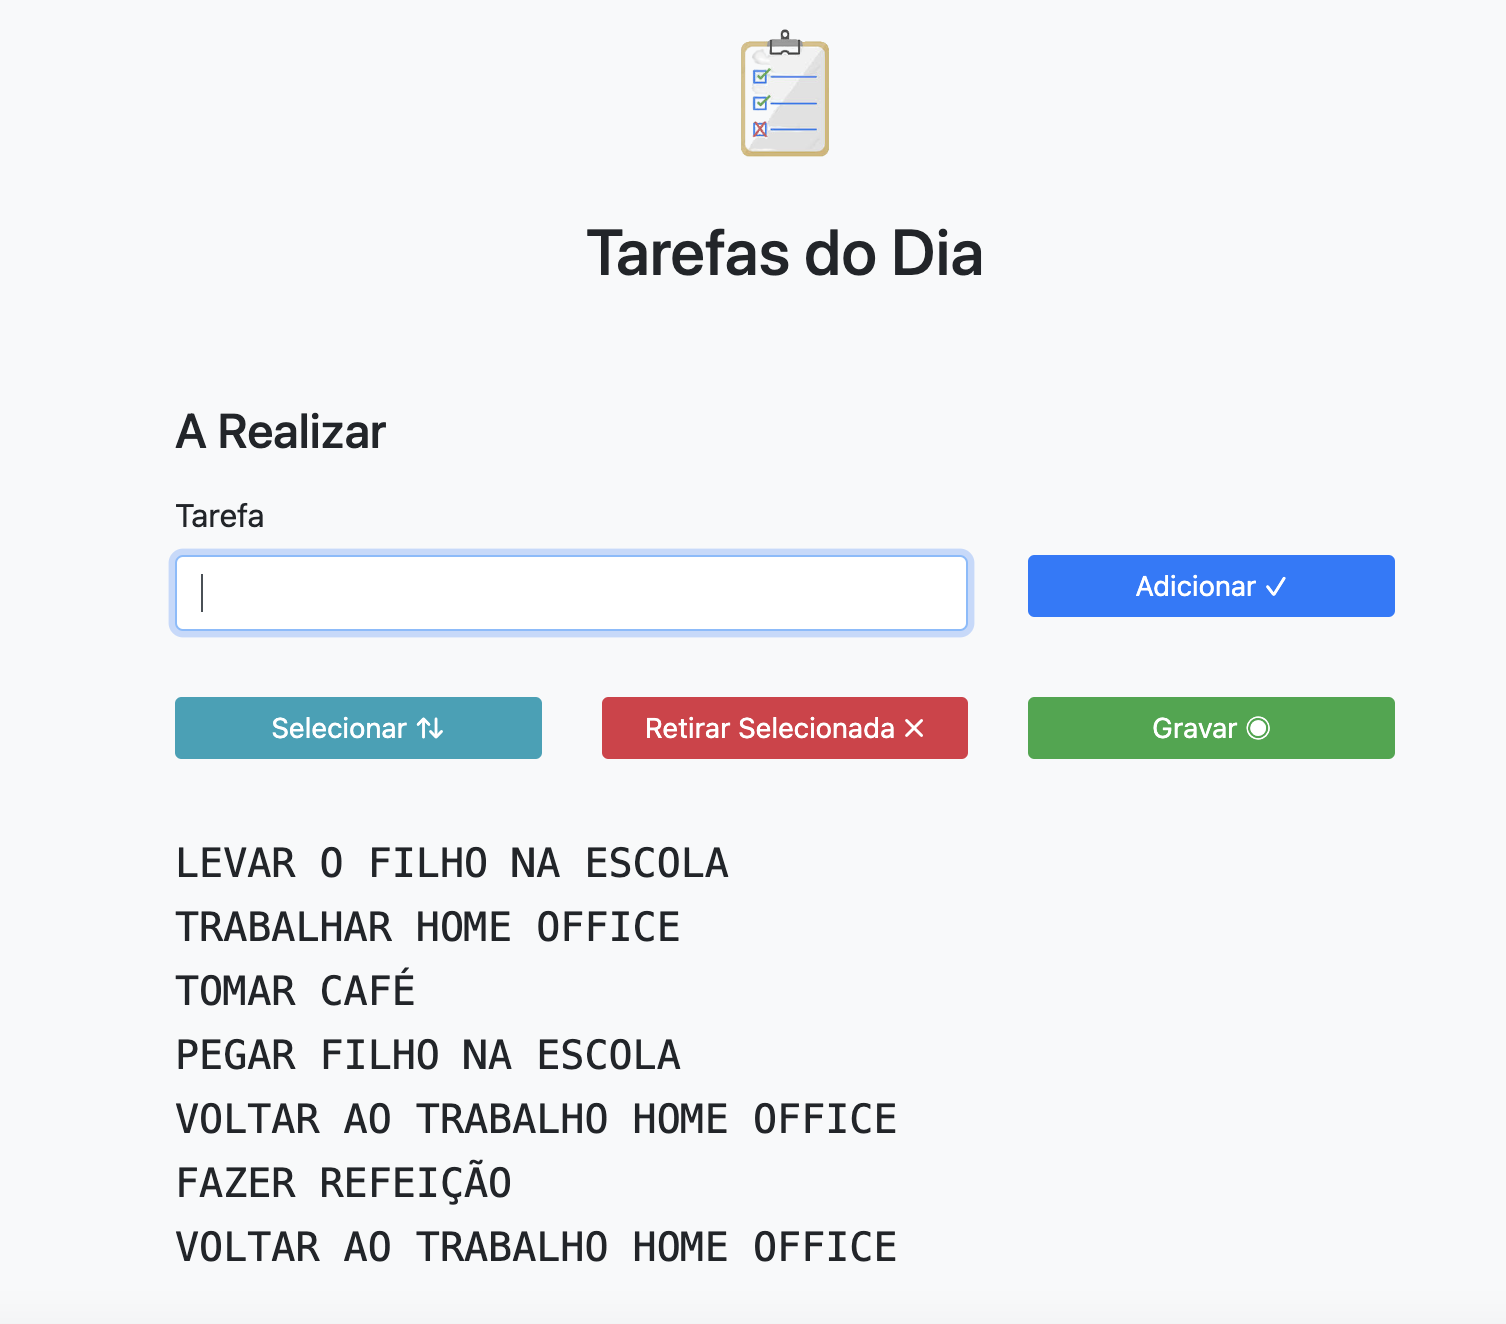 Tarefas do Dia
A Realizar
Tarefa
Adicionar ✓
Selecionar ↑↓
Retirar Selecionada ✕
Gravar ◉
LEVAR O FILHO NA ESCOLA
TRABALHAR HOME OFFICE
TOMAR CAFÉ
PEGAR FILHO NA ESCOLA
VOLTAR AO TRABALHO HOME OFFICE
FAZER REFEIÇÃO
VOLTAR AO TRABALHO HOME OFFICE